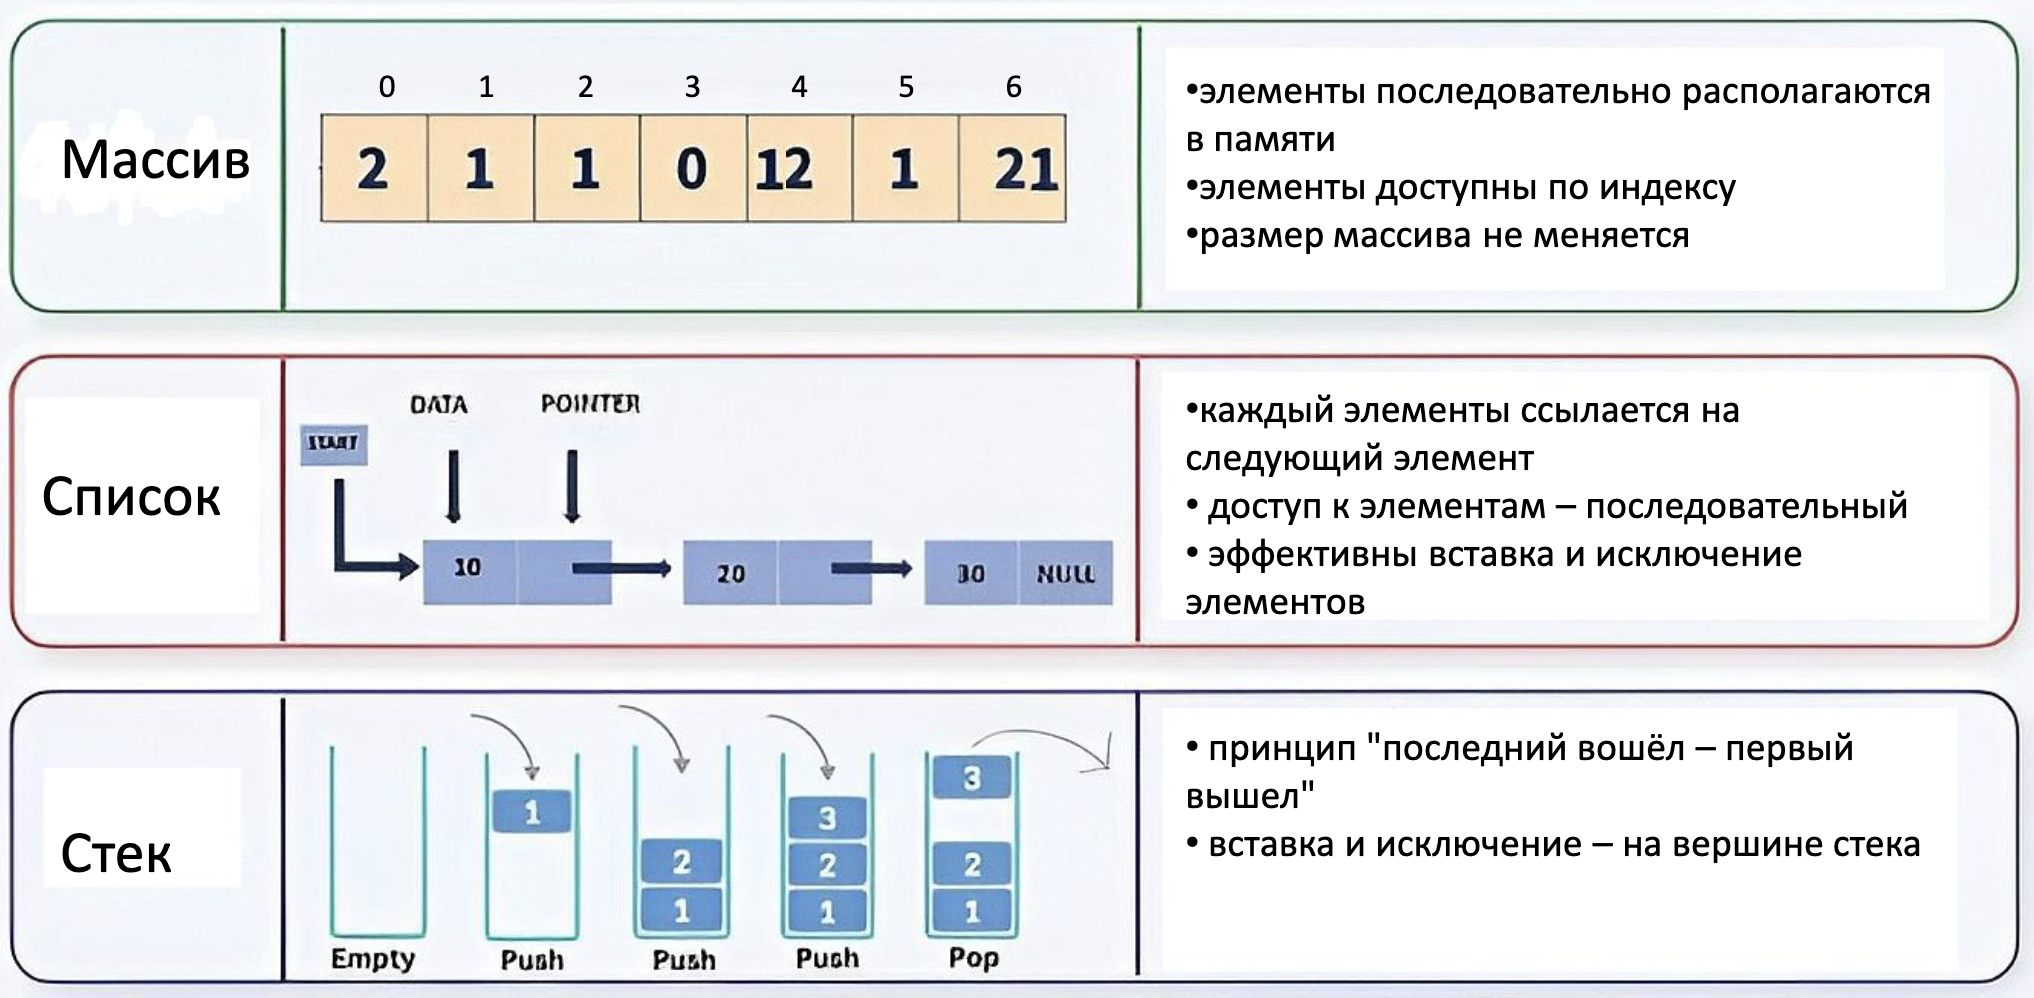 Массив
0 1 2 3 4 5 6
2 1 1 0 12 1 21
•элементы последовательно располагаются
в памяти
•элементы доступны по индексу
•размер массива не меняется
Список
DATA POINTER
START
10 20 30 NULL
•каждый элементы ссылается на
следующий элемент
• доступ к элементам – последовательный
• эффективны вставка и исключение
элементов
Стек
3
1 3
2 2 2
1 1 1
Empty Push Push Push Pop
• принцип "последний вошёл – первый
вышел"
• вставка и исключение – на вершине стека